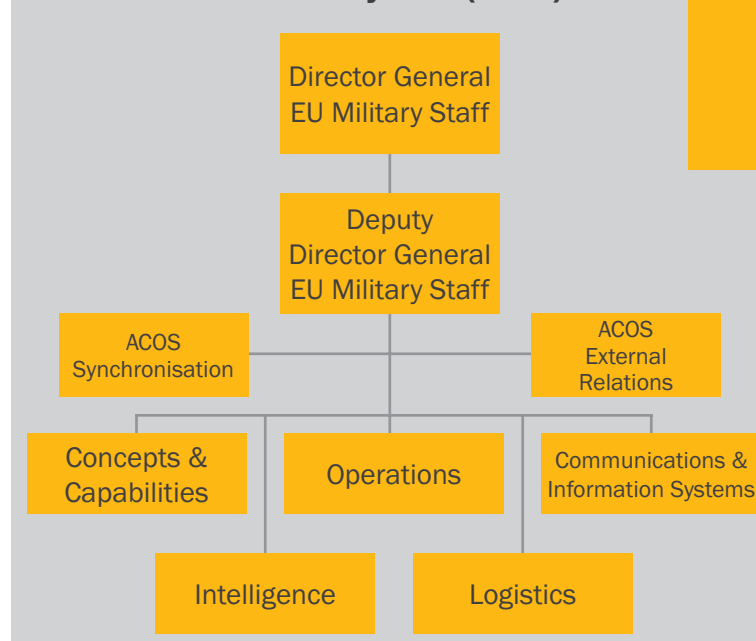 Director General
EU Military Staff
Deputy
Director General
EU Military Staff
ACOS
Synchronisation
ACOS
External
Relations
Concepts &
Capabilities
Operations
Communications &
Information Systems
Intelligence
Logistics